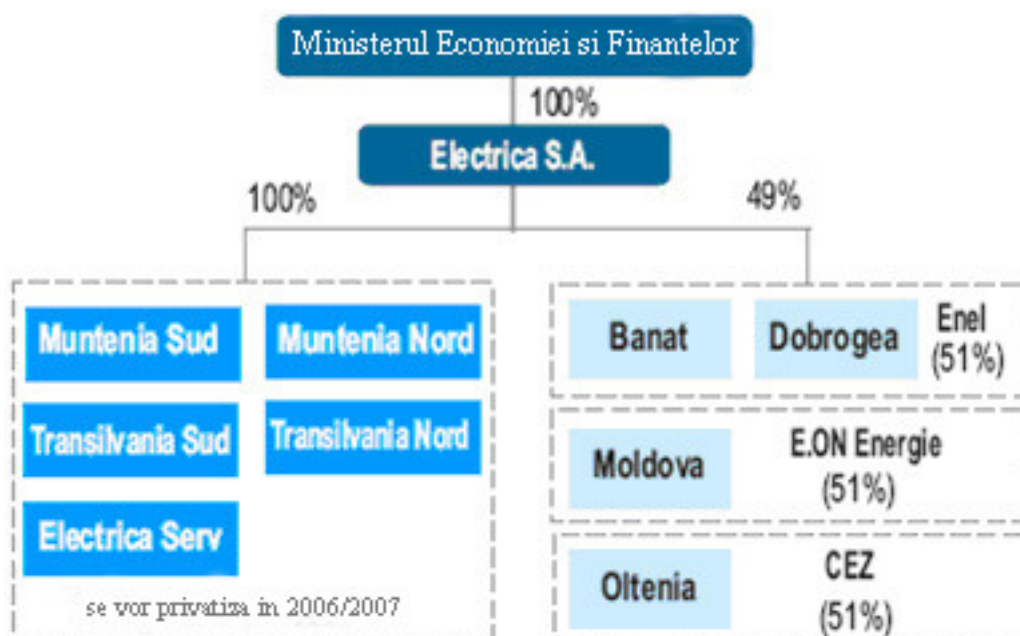 Ministerul Economiei si Finantelor
100%
Electrica S.A.
100%
49%
Muntenia Sud
Muntenia Nord
Transilvania Sud
Transilvania Nord
Electrica Serv
se vor privatiza in 2006/2007
Banat
Dobrogea
Enel
(51%)
Moldova
E.ON Energie
(51%)
Oltenia
CEZ
(51%)